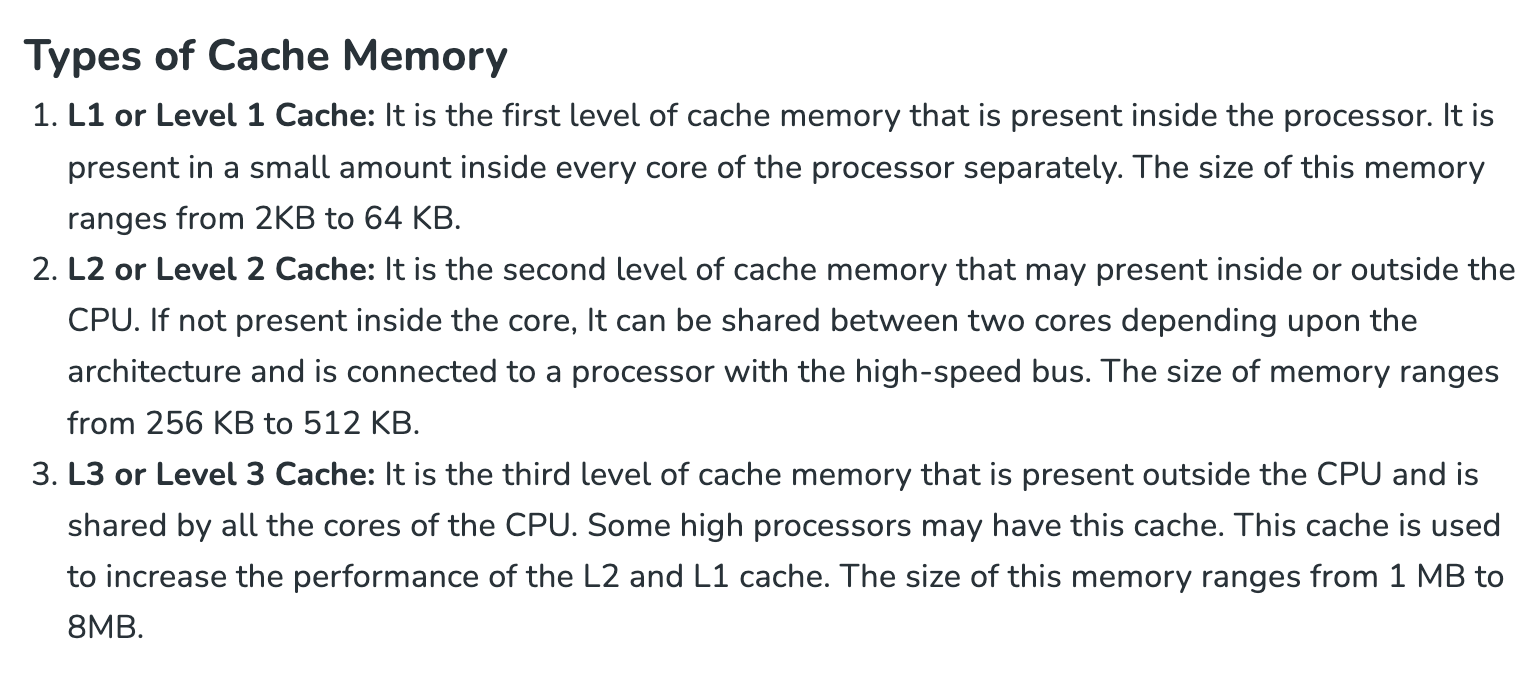 Types of Cache Memory
1. L1 or Level 1 Cache: It is the first level of cache memory that is present inside the processor. It is
present in a small amount inside every core of the processor separately. The size of this memory
ranges from 2KB to 64 KB.
2. L2 or Level 2 Cache: It is the second level of cache memory that may present inside or outside the
CPU. If not present inside the core, It can be shared between two cores depending upon the
architecture and is connected to a processor with the high-speed bus. The size of memory ranges
from 256 KB to 512 KB.
3. L3 or Level 3 Cache: It is the third level of cache memory that is present outside the CPU and is
shared by all the cores of the CPU. Some high processors may have this cache. This cache is used
to increase the performance of the L2 and L1 cache. The size of this memory ranges from 1 MB to
8MB.